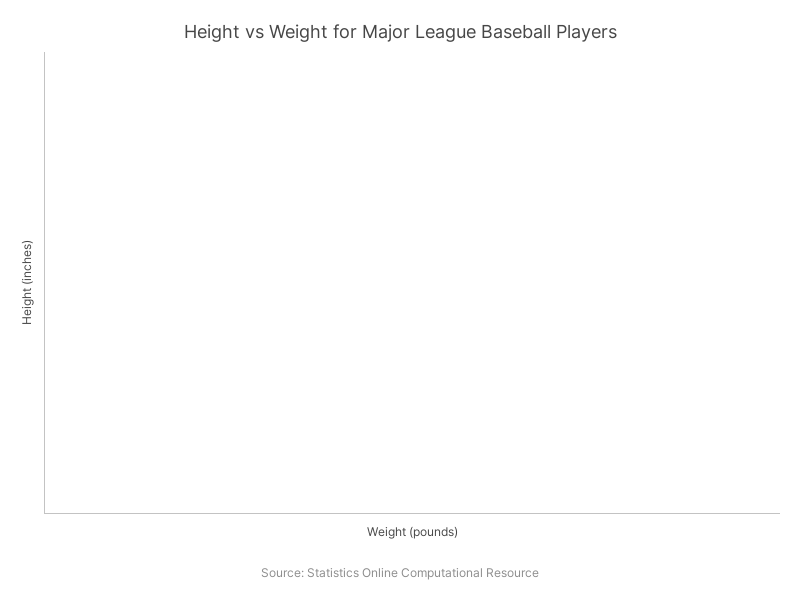 Height vs Weight for Major League Baseball Players
Height (inches)
Weight (pounds)
Source: Statistics Online Computational Resource